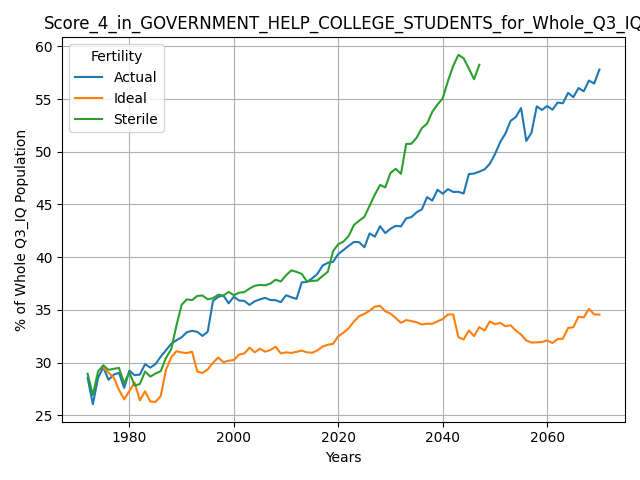 Score_4_in_GOVERNMENT_HELP_COLLEGE_STUDENTS_for_Whole_Q3_IQ
60
55
50
45
40
35
30
25
% of Whole Q3_IQ Population
Fertility
Actual
Ideal
Sterile
1980
2000
2020
2040
2060
Years